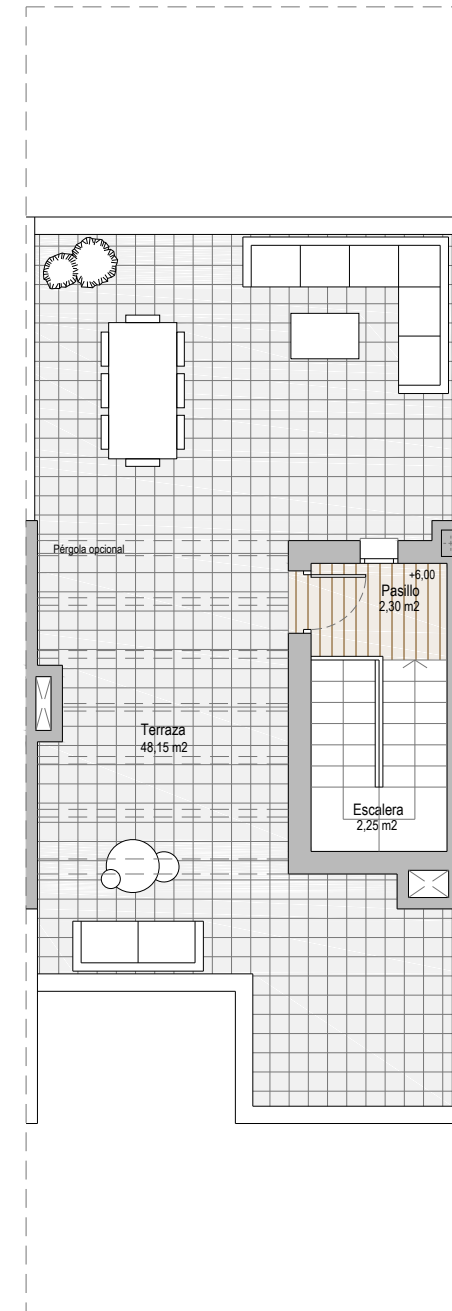 Pérgola opcional
+6,00
Pasillo
2,30 m2
Terraza
48,15 m2
Escalera
2,25 m2